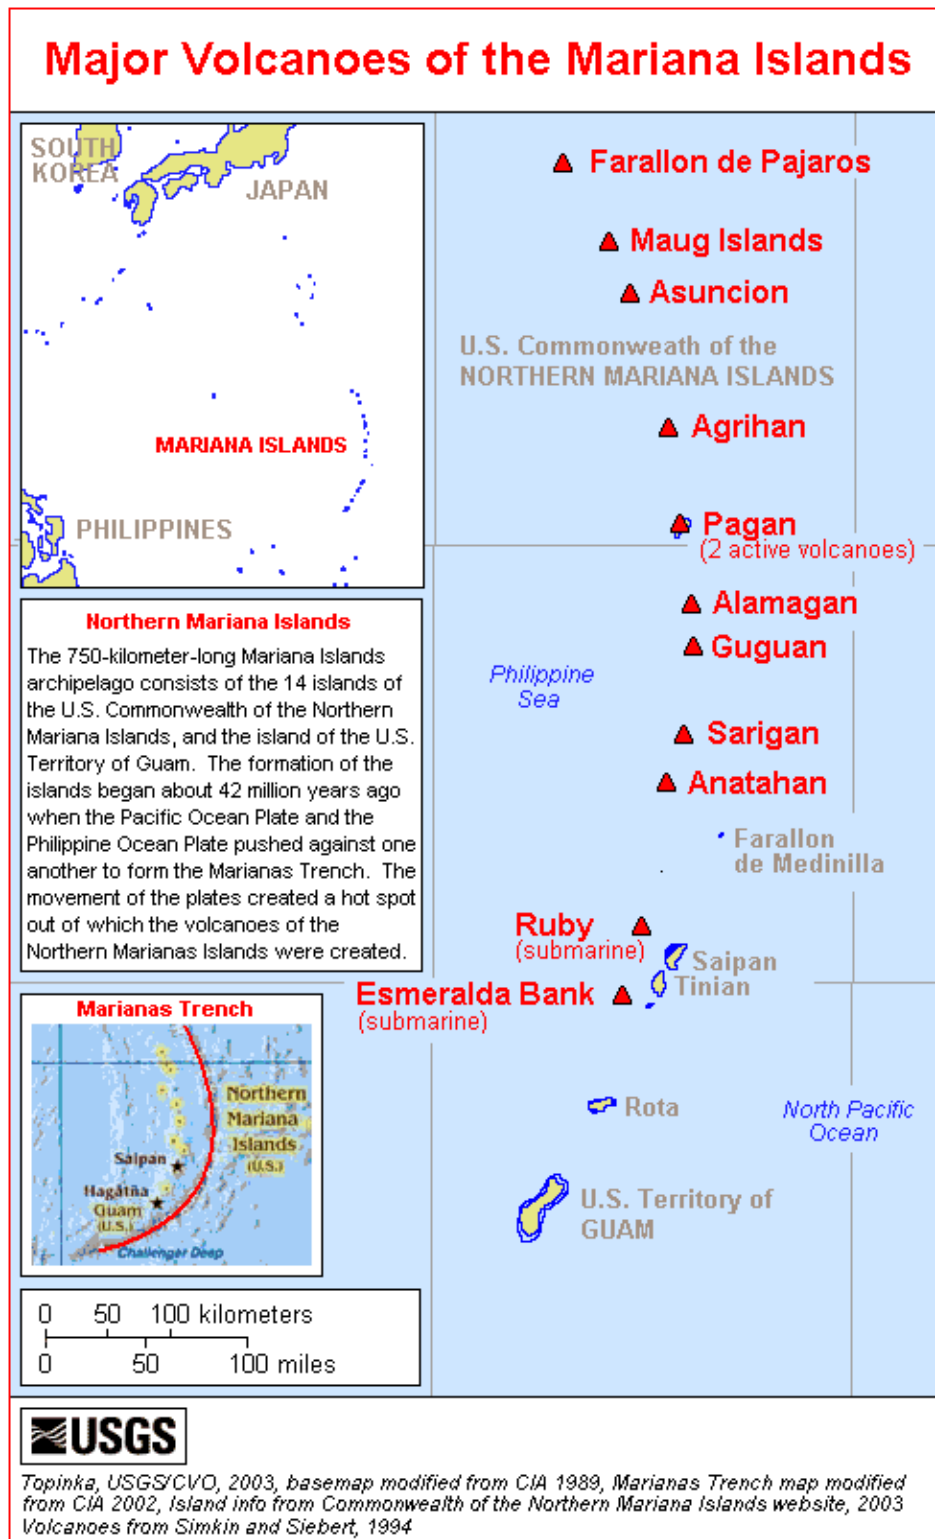 Major Volcanoes of the Mariana Islands
SOUTH
KOREA
JAPAN
MARIANA ISLANDS
PHILIPPINES
Farallon de Pajaros
Maug Islands
Asuncion
U.S. Commonweath of the
NORTHERN MARIANA ISLANDS
Agrihan
Pagan
(2 active volcanoes)
Alamagan
Guguan
Philippine
Sea
Sarigan
Anatahan
Farallon
de Medinilla
Ruby
(submarine)
Saipan
Tinian
Esmeralda Bank
(submarine)
Rota
North Pacific
Ocean
U.S. Territory of
GUAM
Northern Mariana Islands
The 750-kilometer-long Mariana Islands
archipelago consists of the 14 islands of
the U.S. Commonwealth of the Northern
Mariana Islands, and the island of the U.S.
Territory of Guam. The formation of the
islands began about 42 million years ago
when the Pacific Ocean Plate and the
Philippine Ocean Plate pushed against one
another to form the Marianas Trench. The
movement of the plates created a hot spot
out of which the volcanoes of the
Northern Marianas Islands were created.
Marianas Trench
Northern
Mariana
Islands
(U.S.)
Saipan
Hagåtña
Guam
(U.S.)
Challenger Deep
0 50 100 kilometers
0 50 100 miles
USGS
Topinka, USGS/CVO, 2003, basemap modified from CIA 1989, Marianas Trench map modified
from CIA 2002, Island info from Commonwealth of the Northern Mariana Islands website, 2003
Volcanoes from Simkin and Siebert, 1994